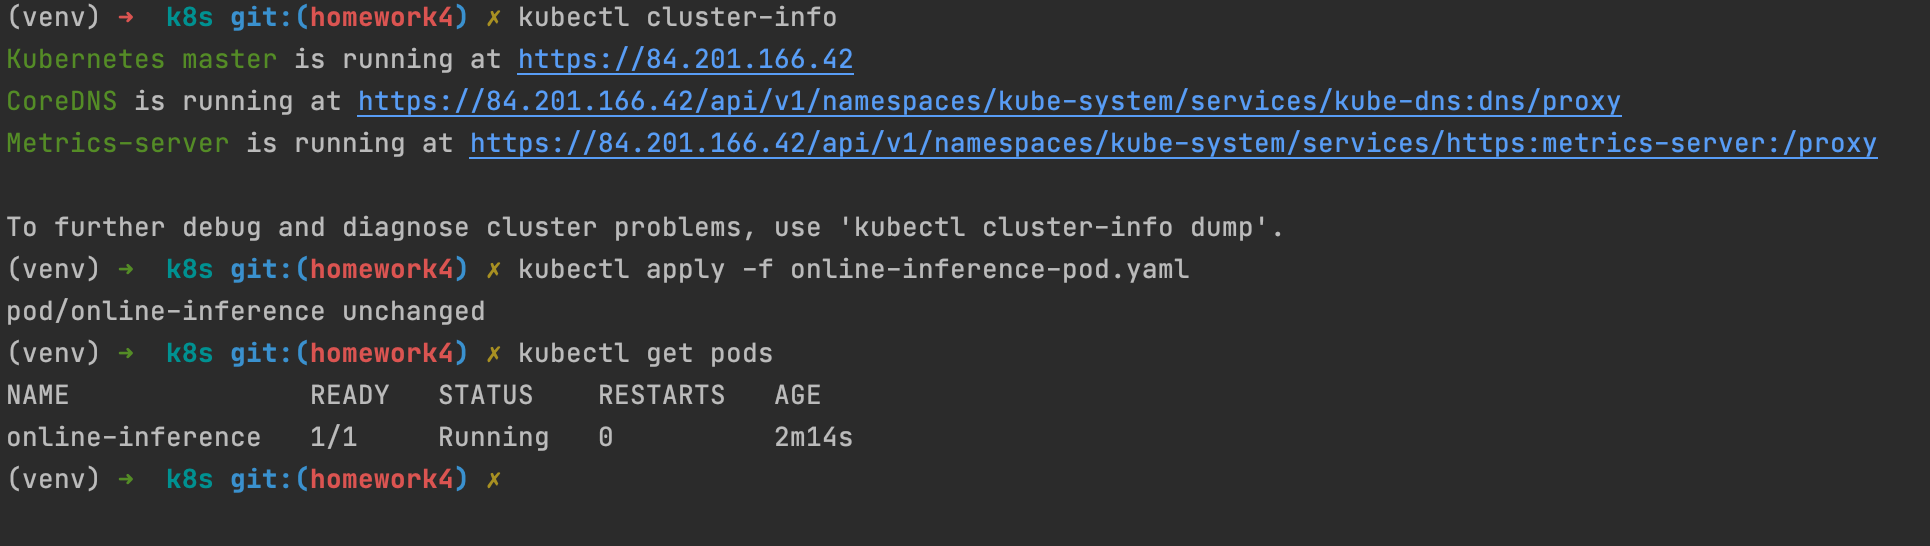 (venv) ➜  k8s git:(homework4) ✗ kubectl cluster-info
Kubernetes master is running at https://84.201.166.42
CoreDNS is running at https://84.201.166.42/api/v1/namespaces/kube-system/services/kube-dns:dns/proxy
Metrics-server is running at https://84.201.166.42/api/v1/namespaces/kube-system/services/https:metrics-server:/proxy
To further debug and diagnose cluster problems, use 'kubectl cluster-info dump'.
(venv) ➜  k8s git:(homework4) ✗ kubectl apply -f online-inference-pod.yaml
pod/online-inference unchanged
(venv) ➜  k8s git:(homework4) ✗ kubectl get pods
NAME               READY   STATUS    RESTARTS   AGE
online-inference   1/1     Running   0          2m14s
(venv) ➜  k8s git:(homework4) ✗